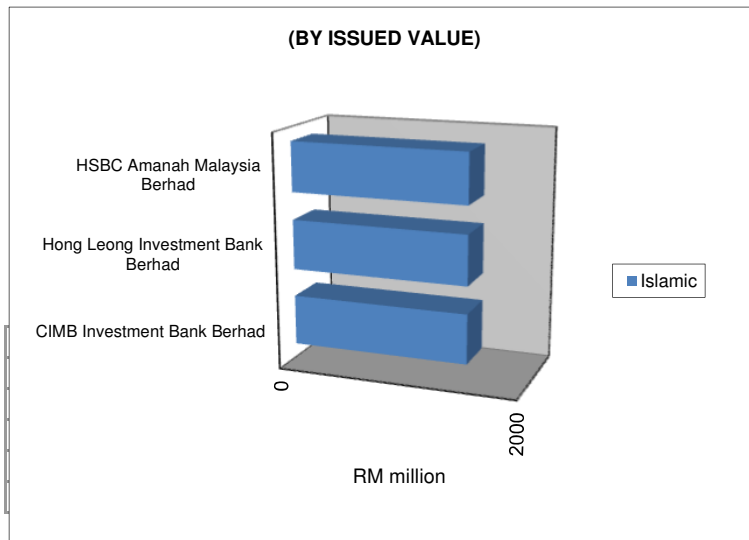 (BY ISSUED VALUE)
HSBC Amanah Malaysia
Berhad
Hong Leong Investment Bank
Berhad
CIMB Investment Bank Berhad
Islamic
0
2000
RM million